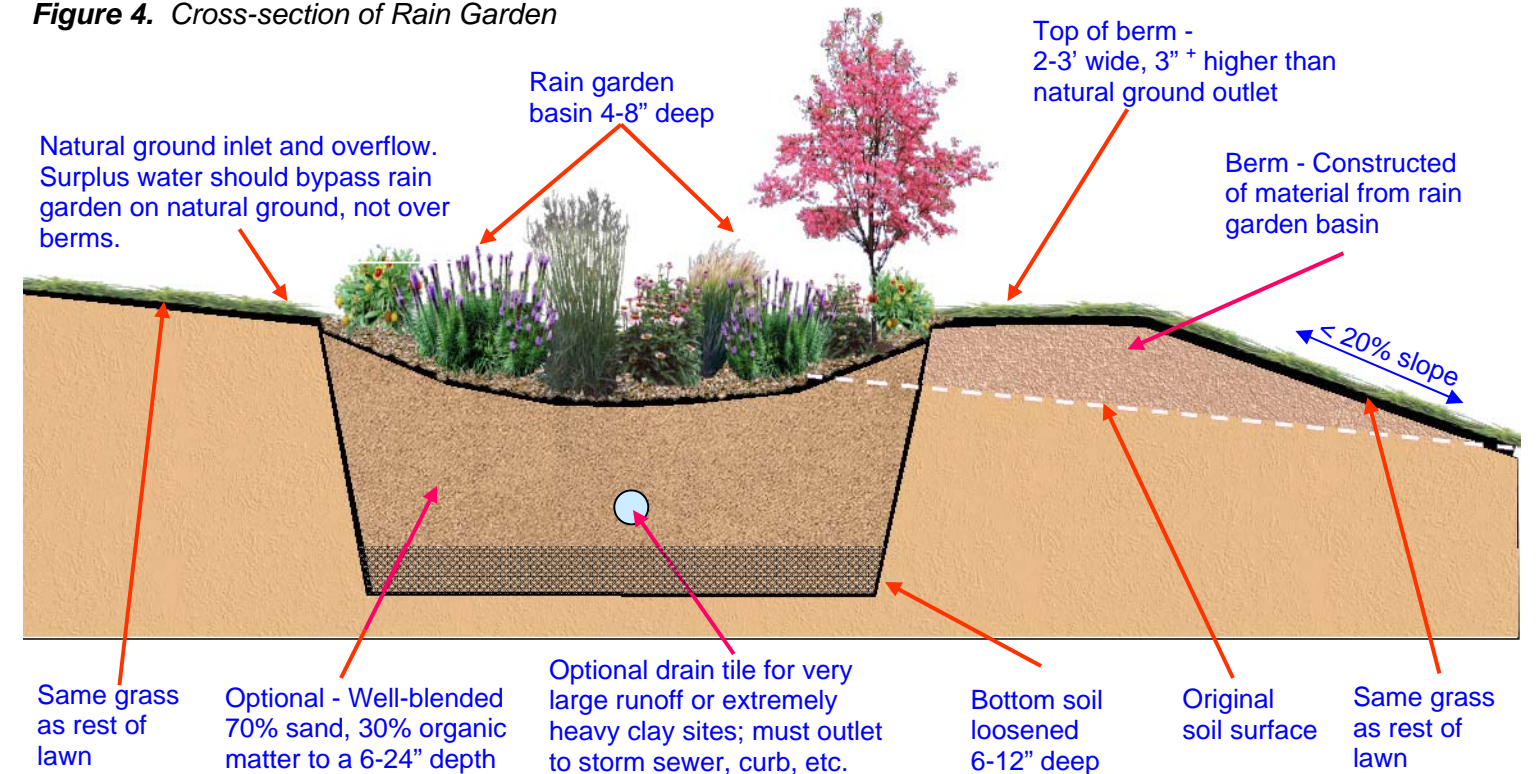 Figure 4. Cross-section of Rain Garden
Top of berm -
2-3' wide, 3” + higher than
natural ground outlet
Rain garden
basin 4-8” deep
Natural ground inlet and overflow.
Surplus water should bypass rain
garden on natural ground, not over
berms.
Berm - Constructed
of material from rain
garden basin
< 20% slope
Same grass
as rest of
lawn
Optional - Well-blended
70% sand, 30% organic
matter to a 6-24” depth
Optional drain tile for very
large runoff or extremely
heavy clay sites; must outlet
to storm sewer, curb, etc.
Bottom soil
loosened
6-12” deep
Original
soil surface
Same grass
as rest of
lawn